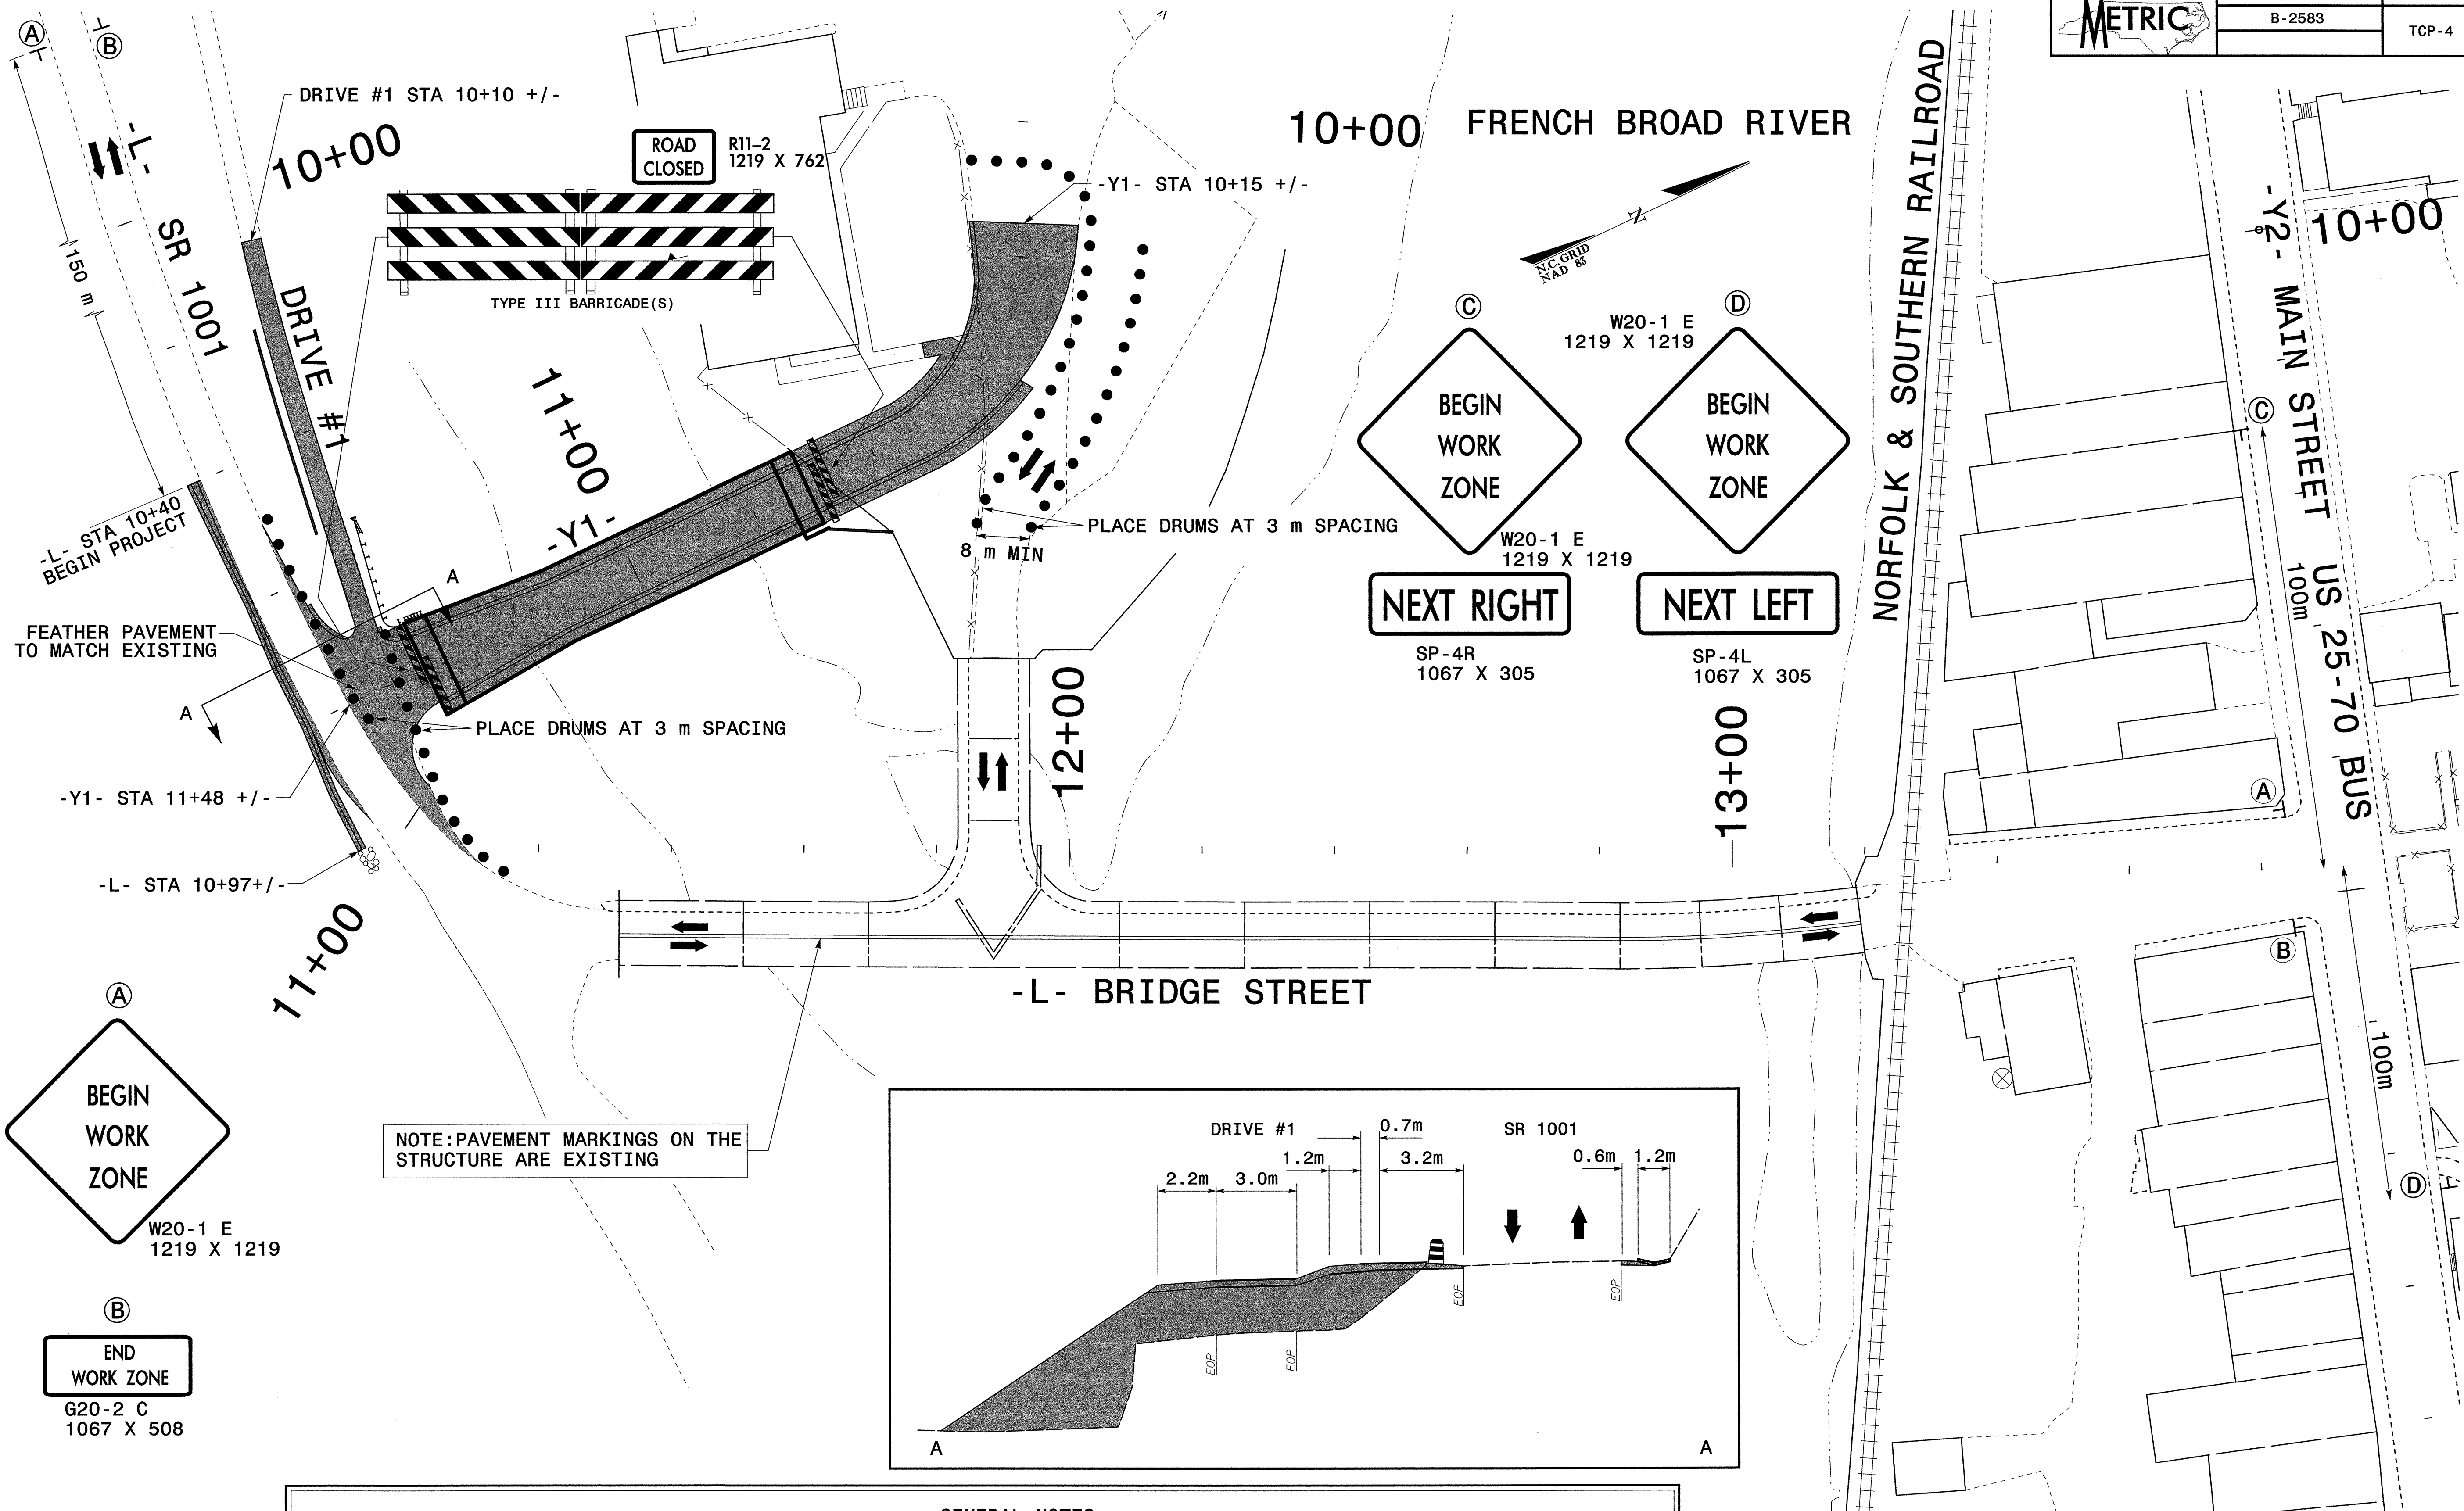 METRIC
B-2583
TCP-4
A
B
150 m
-L-
SR 1001
DRIVE #1 STA 10+10 +/-
10+00
DRIVE #1
ROAD
CLOSED
R11-2
1219 X 762
TYPE III BARRICADE(S)
-Y1- STA 10+15 +/-
10+00
FRENCH BROAD RIVER
N
N.C. GRID
NAD 83
NORFOLK & SOUTHERN RAILROAD
-Y2- MAIN STREET US 25-70 BUS
10+00
C
BEGIN
WORK
ZONE
W20-1 E
1219 X 1219
NEXT RIGHT
SP-4R
1067 X 305
D
W20-1 E
1219 X 1219
BEGIN
WORK
ZONE
NEXT LEFT
SP-4L
1067 X 305
C
100m
A
B
100m
D
11+00
-Y1-
-L- STA 10+40
BEGIN PROJECT
PLACE DRUMS AT 3 m SPACING
8 m MIN
A
FEATHER PAVEMENT
TO MATCH EXISTING
A
PLACE DRUMS AT 3 m SPACING
-Y1- STA 11+48 +/-
12+00
13+00
-L- STA 10+97+/-
11+00
-L- BRIDGE STREET
A
BEGIN
WORK
ZONE
W20-1 E
1219 X 1219
B
END
WORK ZONE
G20-2 C
1067 X 508
NOTE:PAVEMENT MARKINGS ON THE
STRUCTURE ARE EXISTING
DRIVE #1
0.7m
SR 1001
1.2m
3.2m
0.6m
1.2m
2.2m
3.0m
EOP
EOP
EOP
EOP
A
A